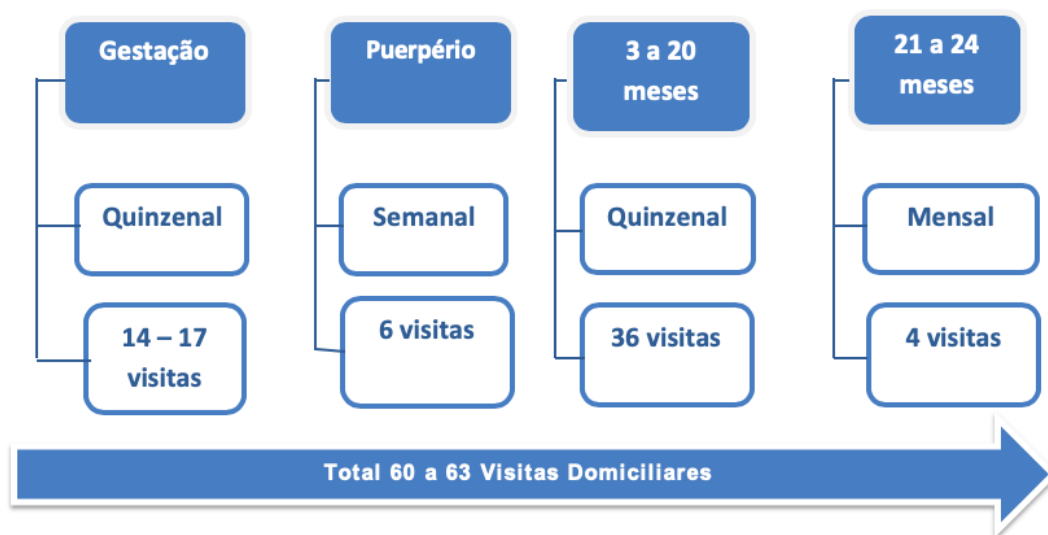 Gestação
Puerpério
3 a 20
meses
21 a 24
meses
Quinzenal
Semanal
Quinzenal
Mensal
14 – 17
visitas
6 visitas
36 visitas
4 visitas
Total 60 a 63 Visitas Domiciliares